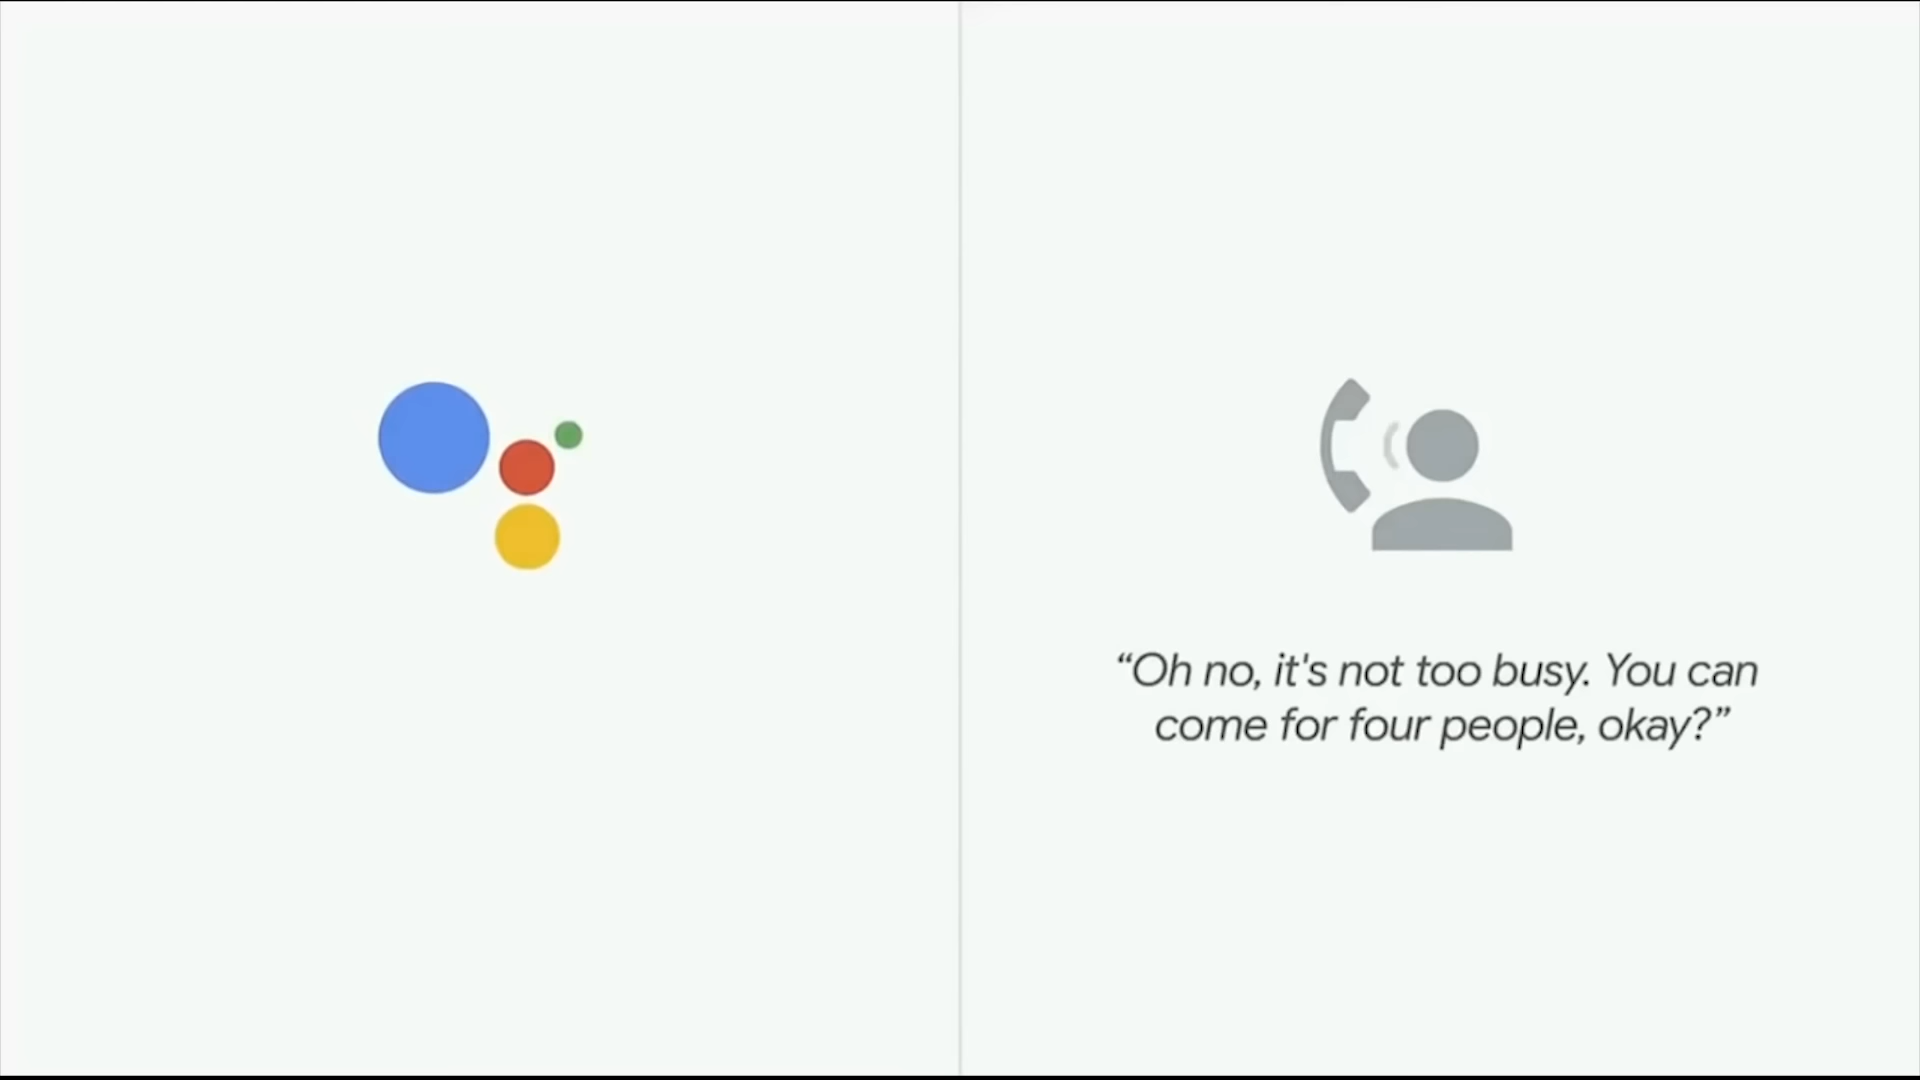 “Oh no, it's not too busy. You can
come for four people, okay?”